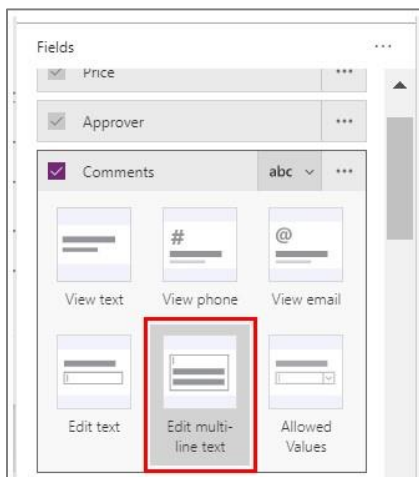 Fields
Price
Approver
Comments abc
# @
View text View phone View email
Edit text Edit multi- Allowed
line text Values